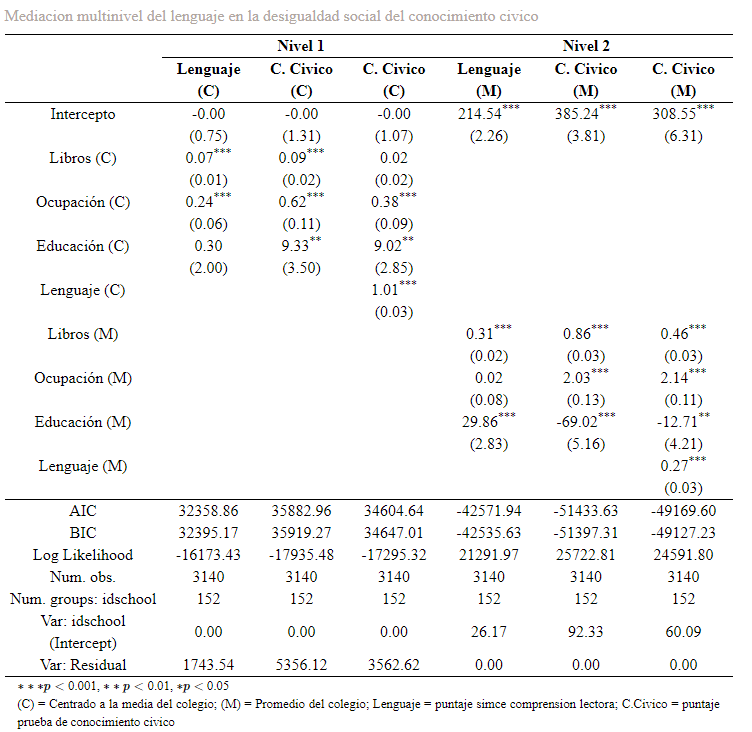 Mediacion multinivel del lenguaje en la desigualdad social del conocimiento civico
Nivel 1 Nivel 2
Lenguaje (C) C. Civico (C) C. Civico (C) Lenguaje (M) C. Civico (M) C. Civico (M)
Intercepto -0.00 -0.00 -0.00 214.54*** 385.24*** 308.55***
(0.75) (1.31) (1.07) (2.26) (3.81) (6.31)
Libros (C) 0.07*** 0.09*** 0.02
(0.01) (0.02) (0.02)
Ocupación (C) 0.24*** 0.62*** 0.38***
(0.06) (0.11) (0.09)
Educación (C) 0.30 9.33** 9.02**
(2.00) (3.50) (2.85)
Lenguaje (C) 1.01***
(0.03)
Libros (M) 0.31*** 0.86*** 0.46***
(0.02) (0.03) (0.03)
Ocupación (M) 0.02 2.03*** 2.14***
(0.08) (0.13) (0.11)
Educación (M) 29.86*** -69.02*** -12.71**
(2.83) (5.16) (4.21)
Lenguaje (M) 0.27***
(0.03)
AIC 32358.86 35882.96 34604.64 -42571.94 -51433.63 -49169.60
BIC 32395.17 35919.27 34647.01 -42535.63 -51397.31 -49127.23
Log Likelihood -16173.43 -17935.48 -17295.32 21291.97 25722.81 24591.80
Num. obs. 3140 3140 3140 3140 3140 3140
Num. groups: idschool 152 152 152 152 152 152
Var: idschool (Intercept) 0.00 0.00 0.00 26.17 92.33 60.09
Var: Residual 1743.54 5356.12 3562.62 0.00 0.00 0.00
***p < 0.001, **p < 0.01, *p < 0.05
(C) = Centrado a la media del colegio; (M) = Promedio del colegio; Lenguaje = puntaje simce comprension lectora; C.Civico = puntaje
prueba de conocimiento civico